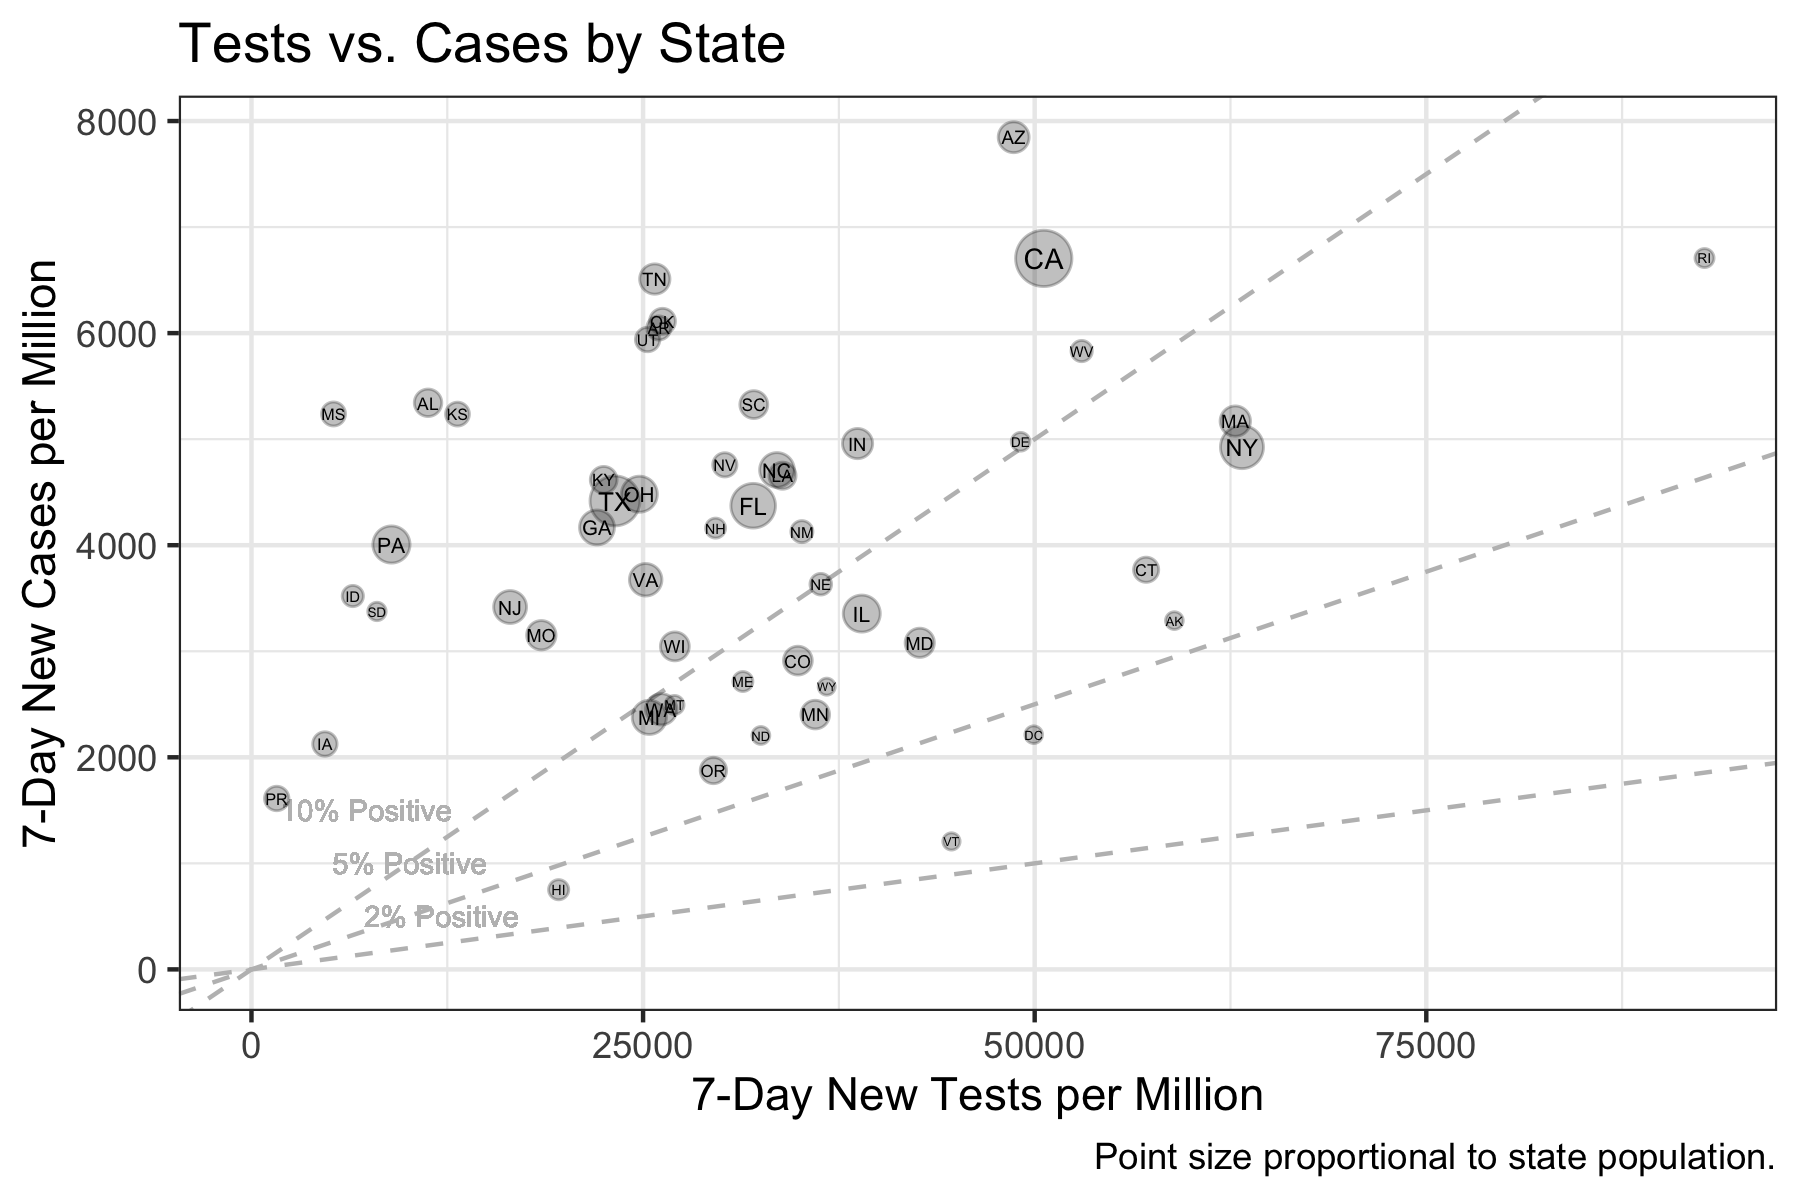 Tests vs. Cases by State
7-Day New Cases per Million
8000
6000
4000
2000
0
AZ
CA
RI
TN
OK
AR
UT
WV
AL
SC
MS
KS
MA
DE
IN
NY
NV
NC
LA
KY
OH
TX
FL
GA
NH
NM
PA
CT
VA
NE
ID
NJ
SD
IL
AK
MO
MD
WI
CO
ME
WY
MT
WA
MI
MN
ND
DC
IA
OR
PR
10% Positive
VT
5% Positive
HI
2% Positive
0 25000 50000 75000
7-Day New Tests per Million
Point size proportional to state population.